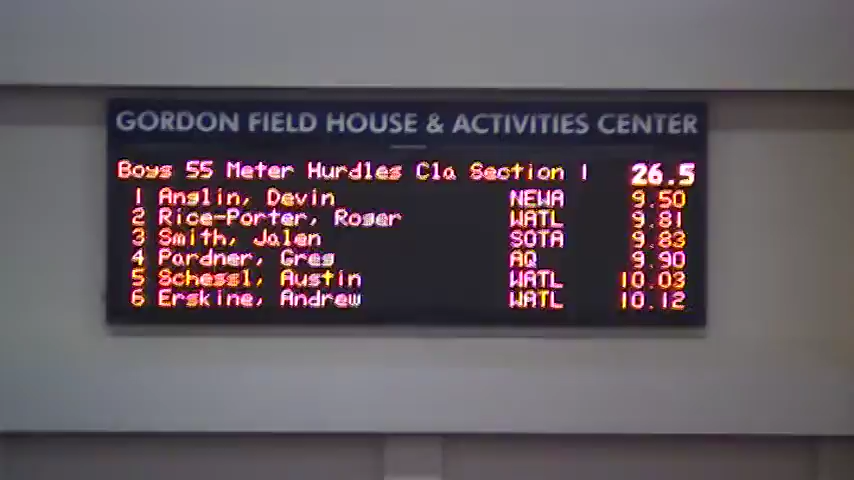 GORDON FIELD HOUSE & ACTIVITIES CENTER
Boys 55 Meter Hurdles Cla Section 1 26.5
1 Anglin, Devin NEWA 9.50
2 Rice-Porter, Roger WATL 9.81
3 Smith, Jalen SOTA 9.83
4 Pardner, Greg AQ 9.90
5 Schessl, Austin WATL 10.03
6 Erskine, Andrew WATL 10.12